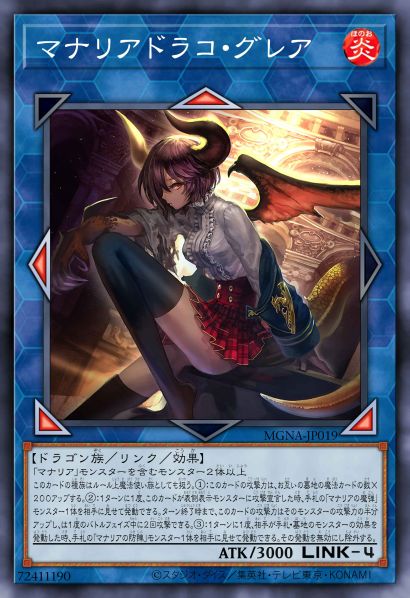 マナリアドラコ・グレア
ほのお
炎
MGNA-JP019
【ドラゴン族／リンク／効果】
「マナリア」モンスターを含むモンスター2体以上
このカードの種族はルール上魔法使い族としても扱う。①:このカードの攻撃力は、お互いの墓地の魔法カードの数×
200アップする。②:1ターンに1度、このカードが表側表示モンスターに攻撃宣言した時、手札の「マナリアの魔弾」
モンスター1体を相手に見せて発動できる。ターン終了時まで、このカードの攻撃力はそのモンスターの攻撃力の半分
アップし、は1度のバトルフェイズ中に2回攻撃できる。③:1ターンに1度、相手が手札・墓地のモンスターの効果を
発動した時、手札の「マナリアの防陣」モンスター1体を相手に見せて発動できる。その発動を無効にし除外する。
ATK/3000 LINK-4
72411190 ©スタジオ・ダイス／集英社・テレビ東京・KONAMI